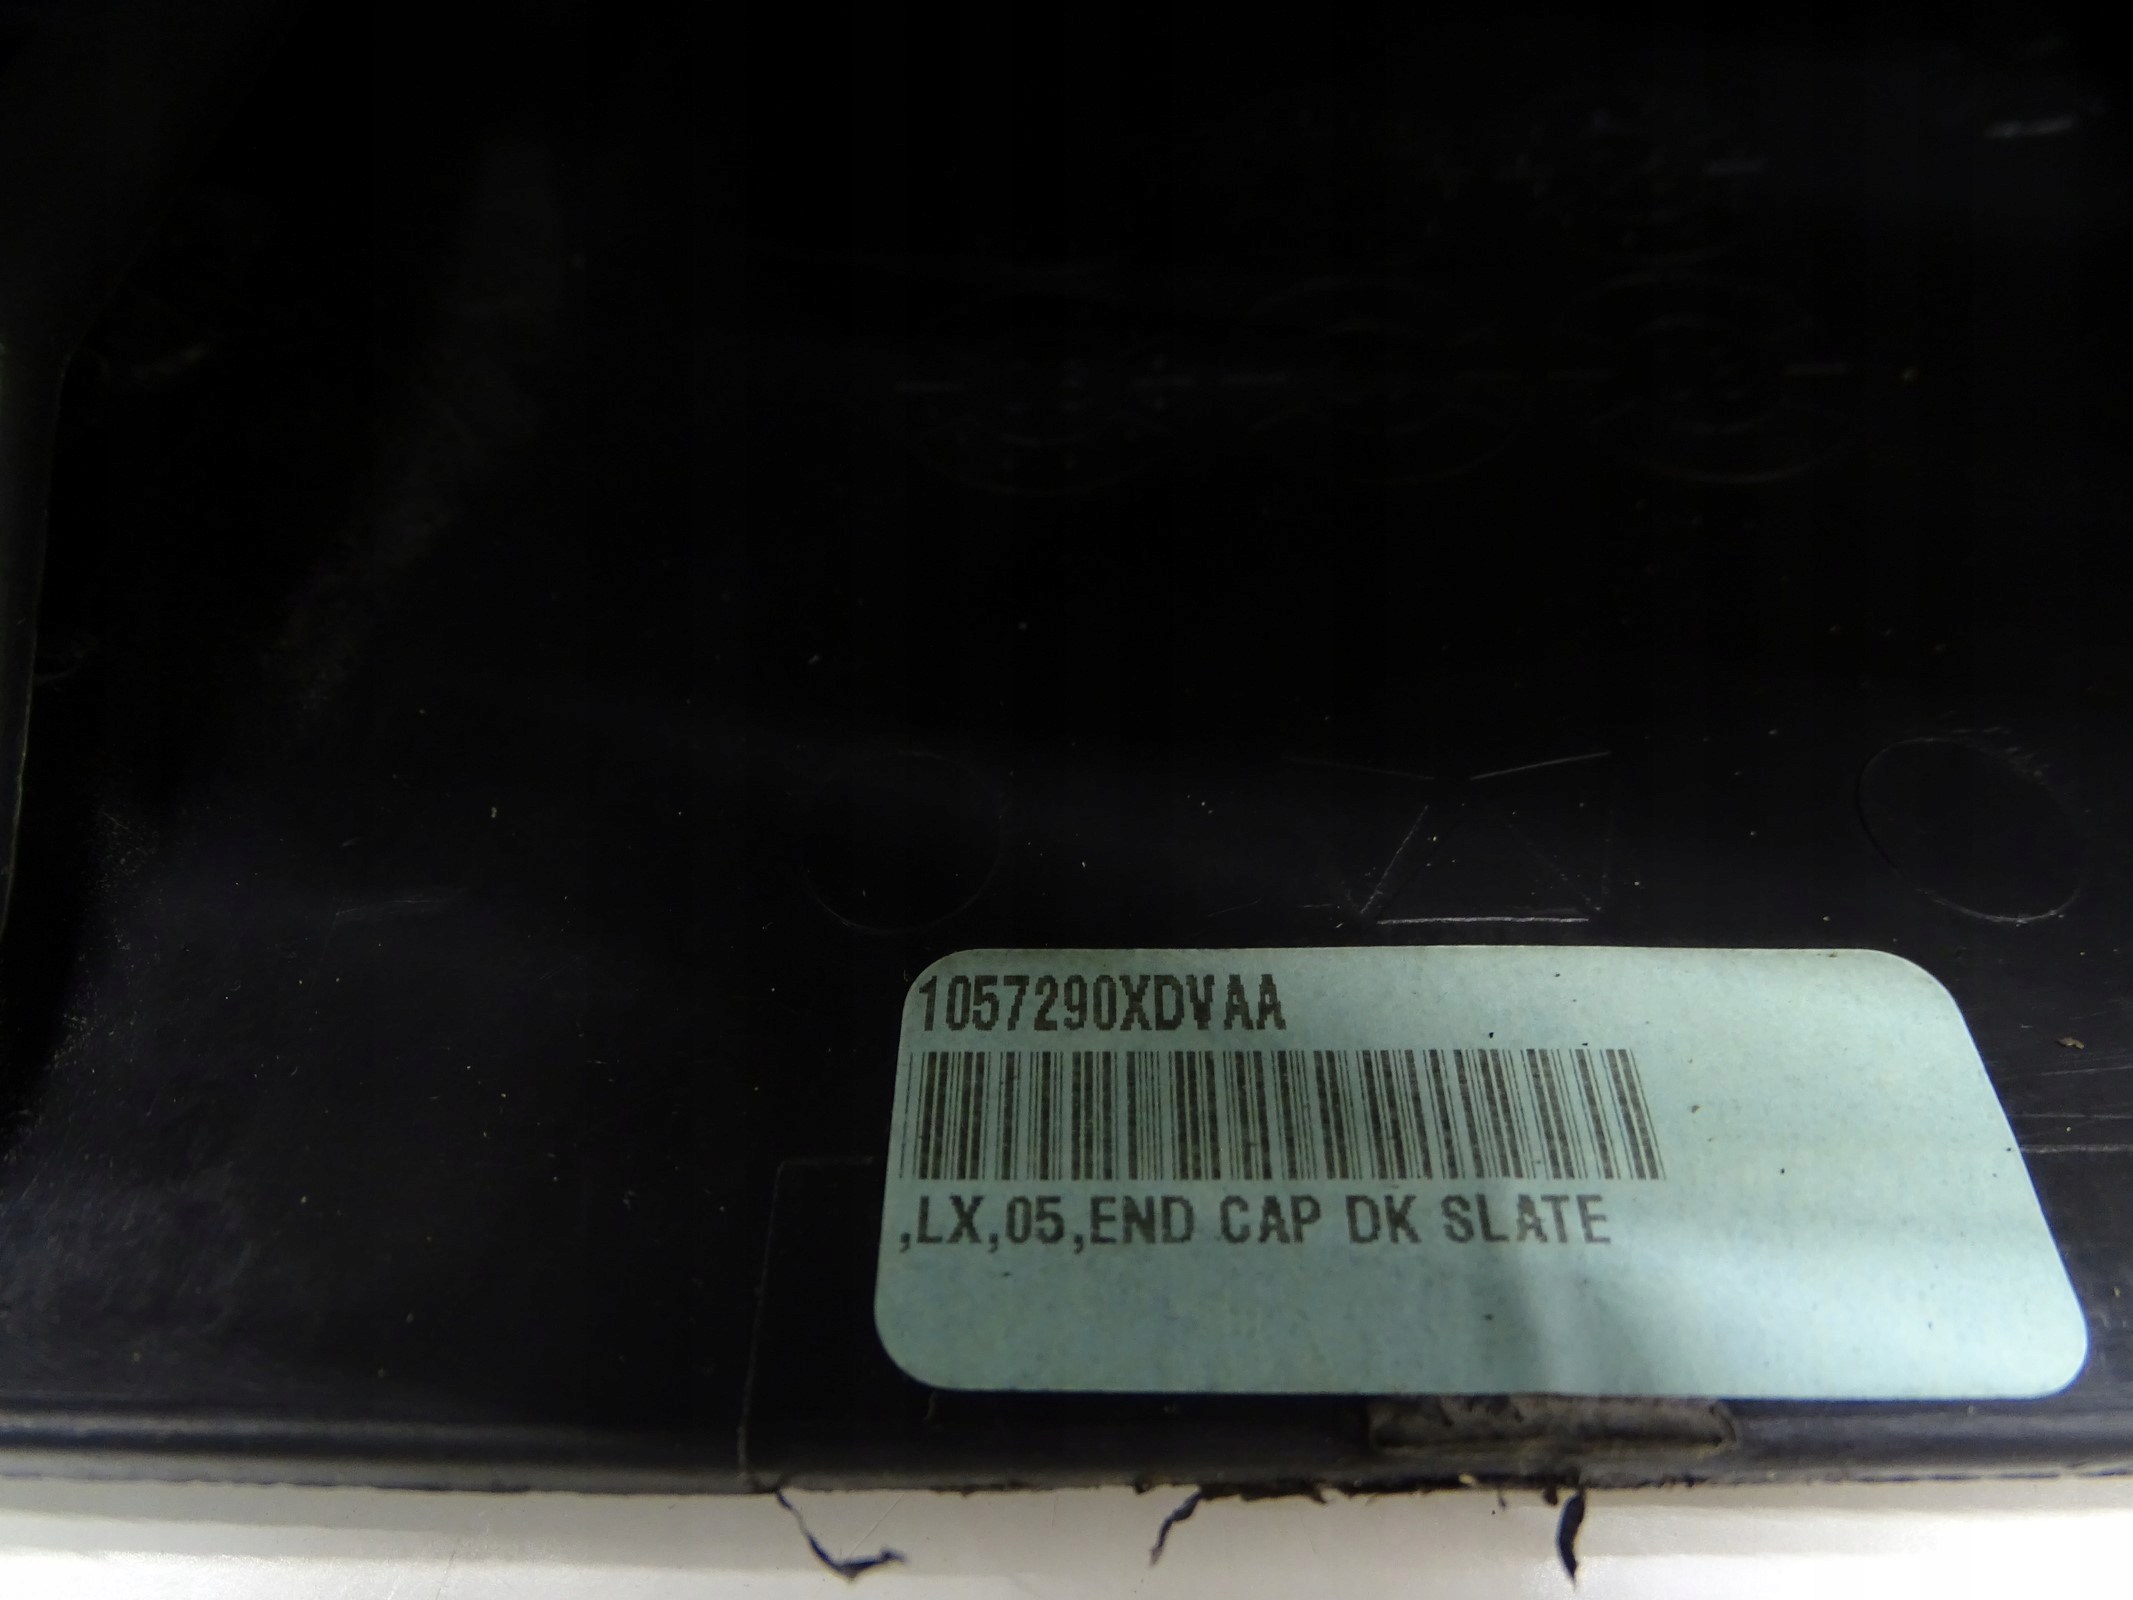 1057290XDVAA
,LX,05,END CAP DK SLATE